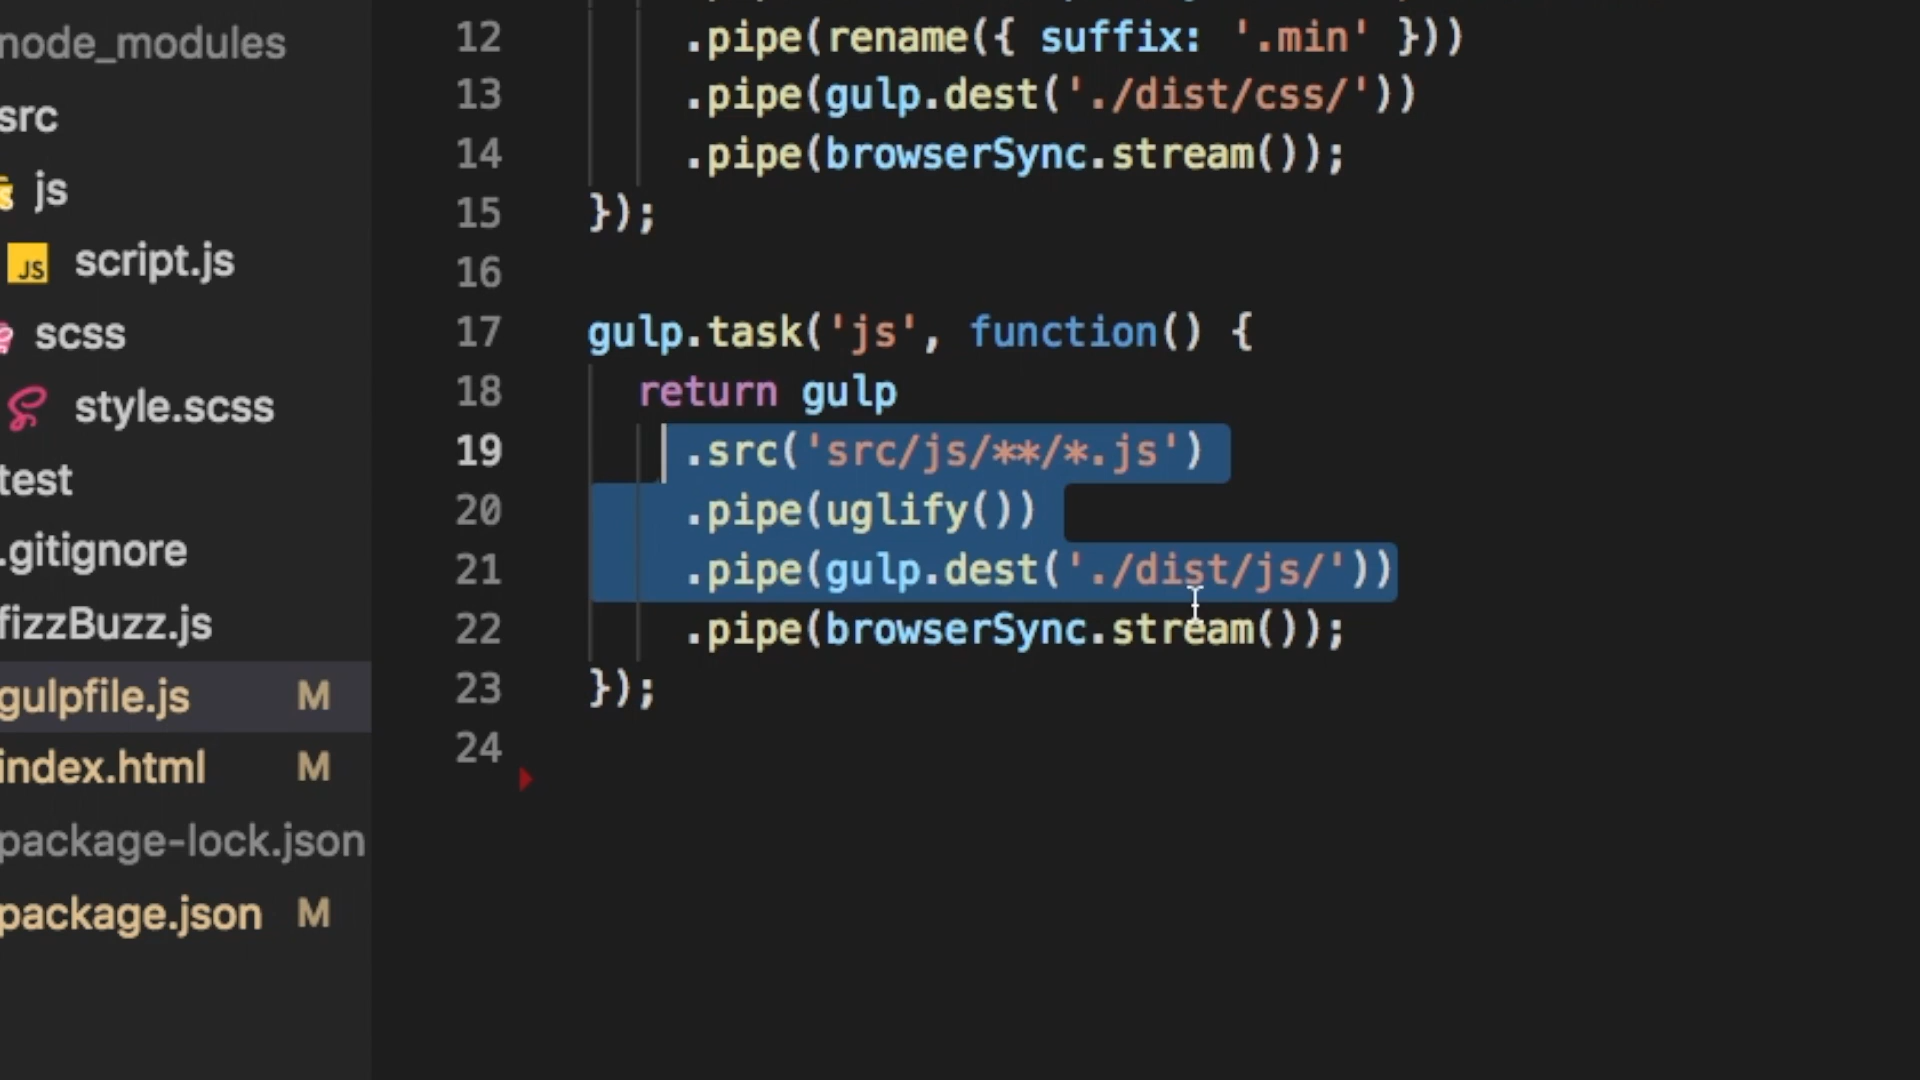 node_modules
src
js
JS script.js
scss
style.scss
test
.gitignore
fizzBuzz.js
gulpfile.js M
index.html M
package-lock.json
package.json M
12 .pipe(rename({ suffix: '.min' }))
13 .pipe(gulp.dest('./dist/css/'))
14 .pipe(browserSync.stream());
15 });
16
17 gulp.task('js', function() {
18 return gulp
19 .src('src/js/**/*.js')
20 .pipe(uglify())
21 .pipe(gulp.dest('./dist/js/'))
22 .pipe(browserSync.stream());
23 });
24